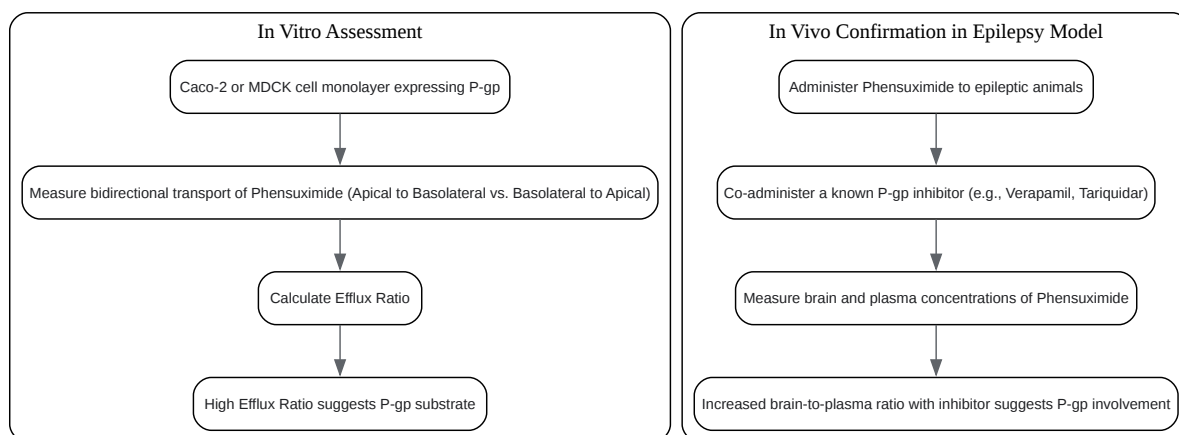 In Vitro Assessment
Caco-2 or MDCK cell monolayer expressing P-gp
Measure bidirectional transport of Phensuximide (Apical to Basolateral vs. Basolateral to Apical)
Calculate Efflux Ratio
High Efflux Ratio suggests P-gp substrate
In Vivo Confirmation in Epilepsy Model
Administer Phensuximide to epileptic animals
Co-administer a known P-gp inhibitor (e.g., Verapamil, Tariquidar)
Measure brain and plasma concentrations of Phensuximide
Increased brain-to-plasma ratio with inhibitor suggests P-gp involvement